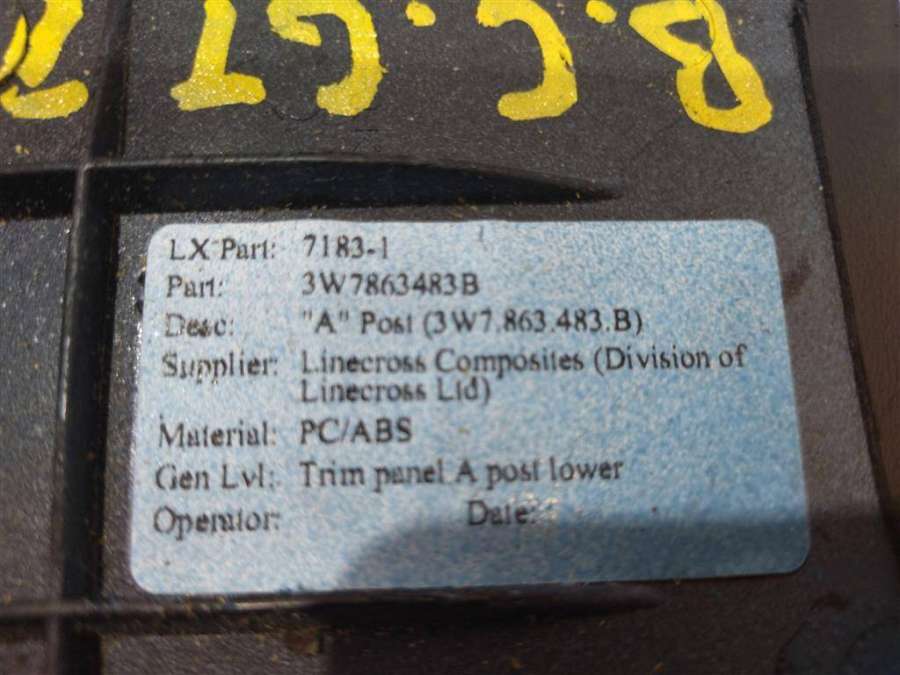 B.C.GT
LX Part: 7183-1
Part: 3W7863483B
Desc: "A" Post (3W7.863.483.B)
Supplier: Linecross Composites (Division of
Linecross Ltd)
Material: PC/ABS
Gen Lvl: Trim panel A post lower
Operator: Date: